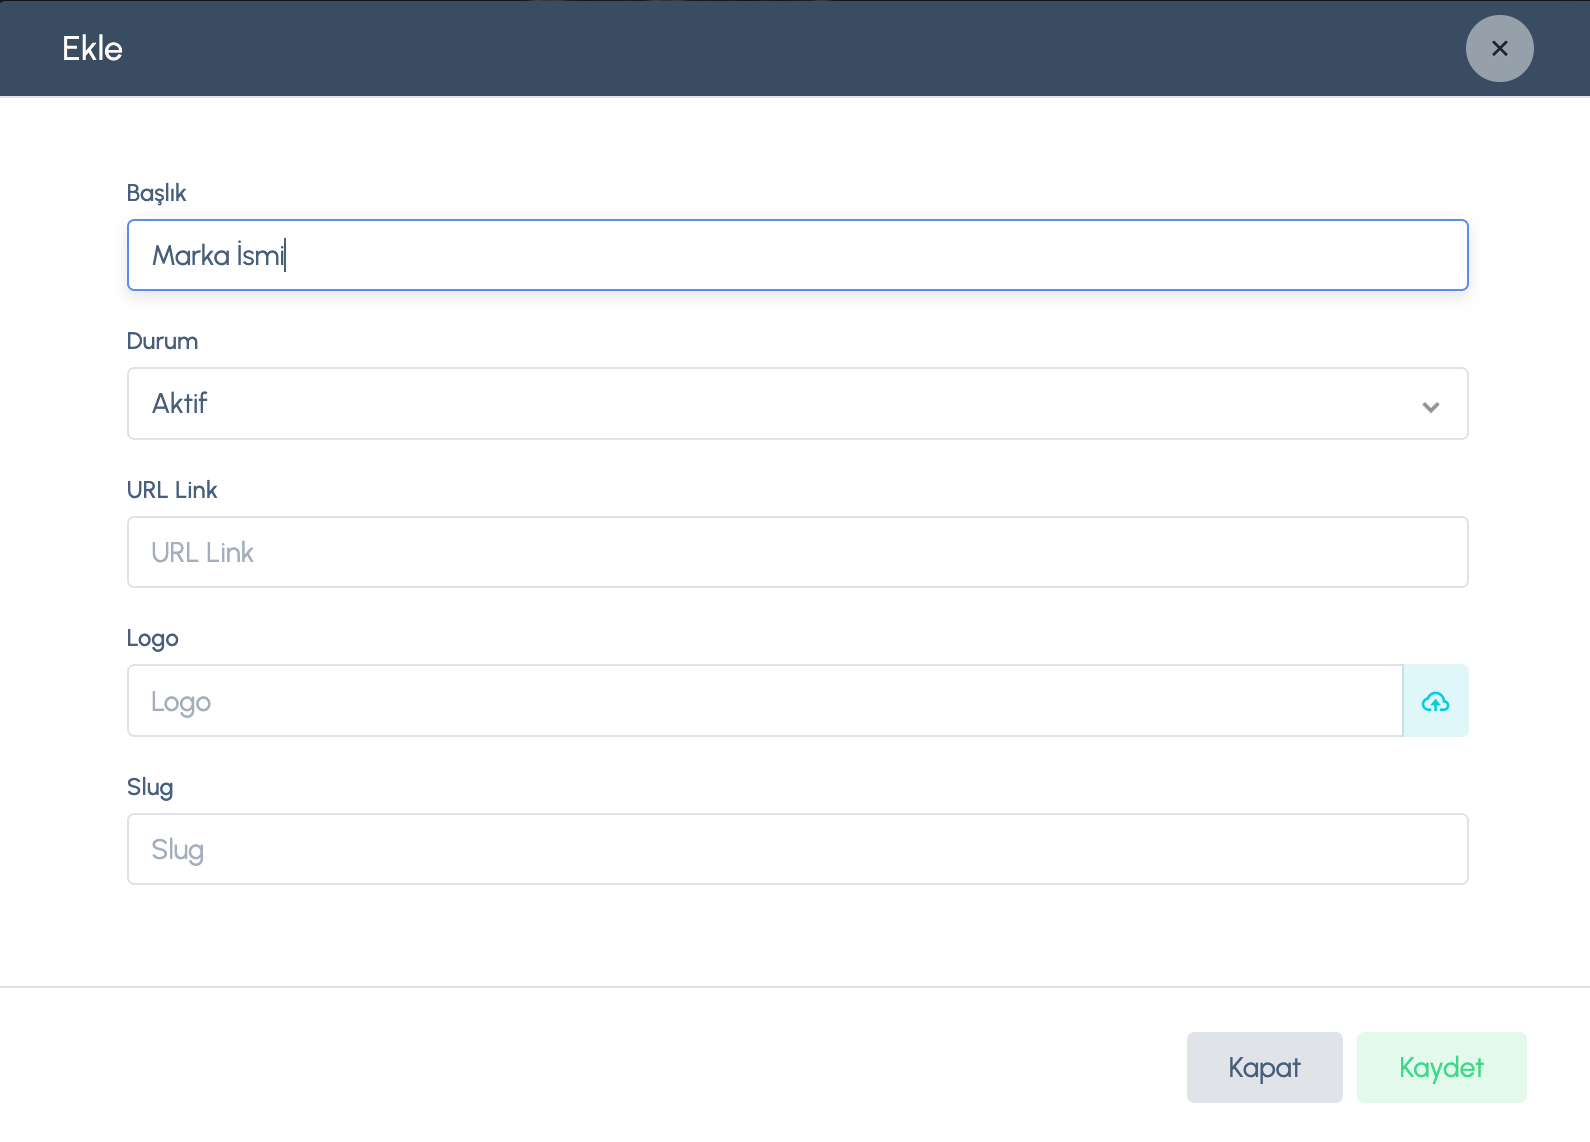 Ekle
Başlık
Marka İsmi
Durum
Aktif
URL Link
URL Link
Logo
Logo
Slug
Slug
Kapat
Kaydet